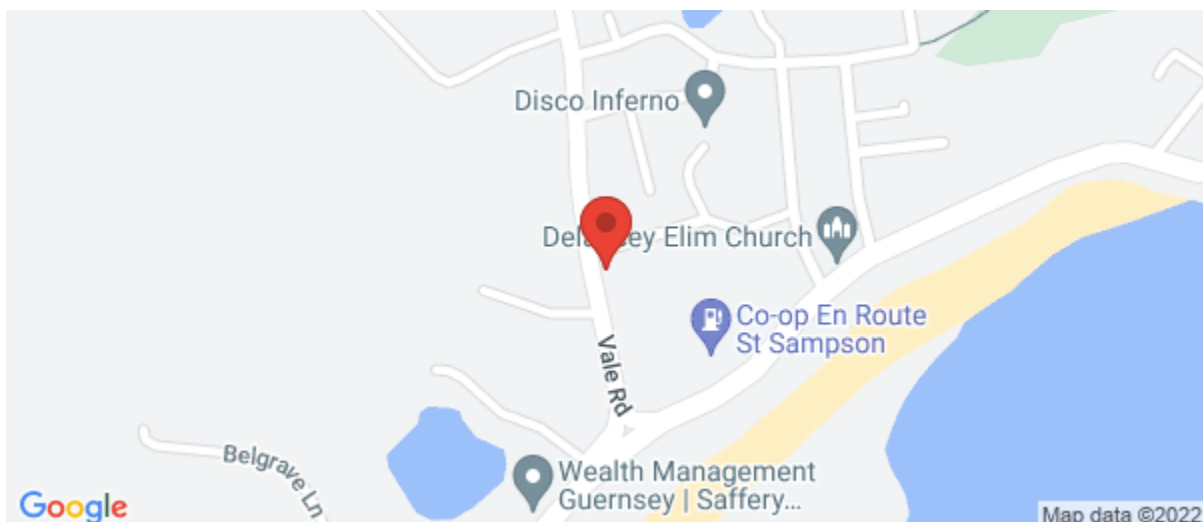 Disco Inferno
Elim Church
Co-op En Route
St Sampson
Vale Rd
Belgrave Ln
Wealth Management
Guernsey | Saffery...
Google
Map data ©2022